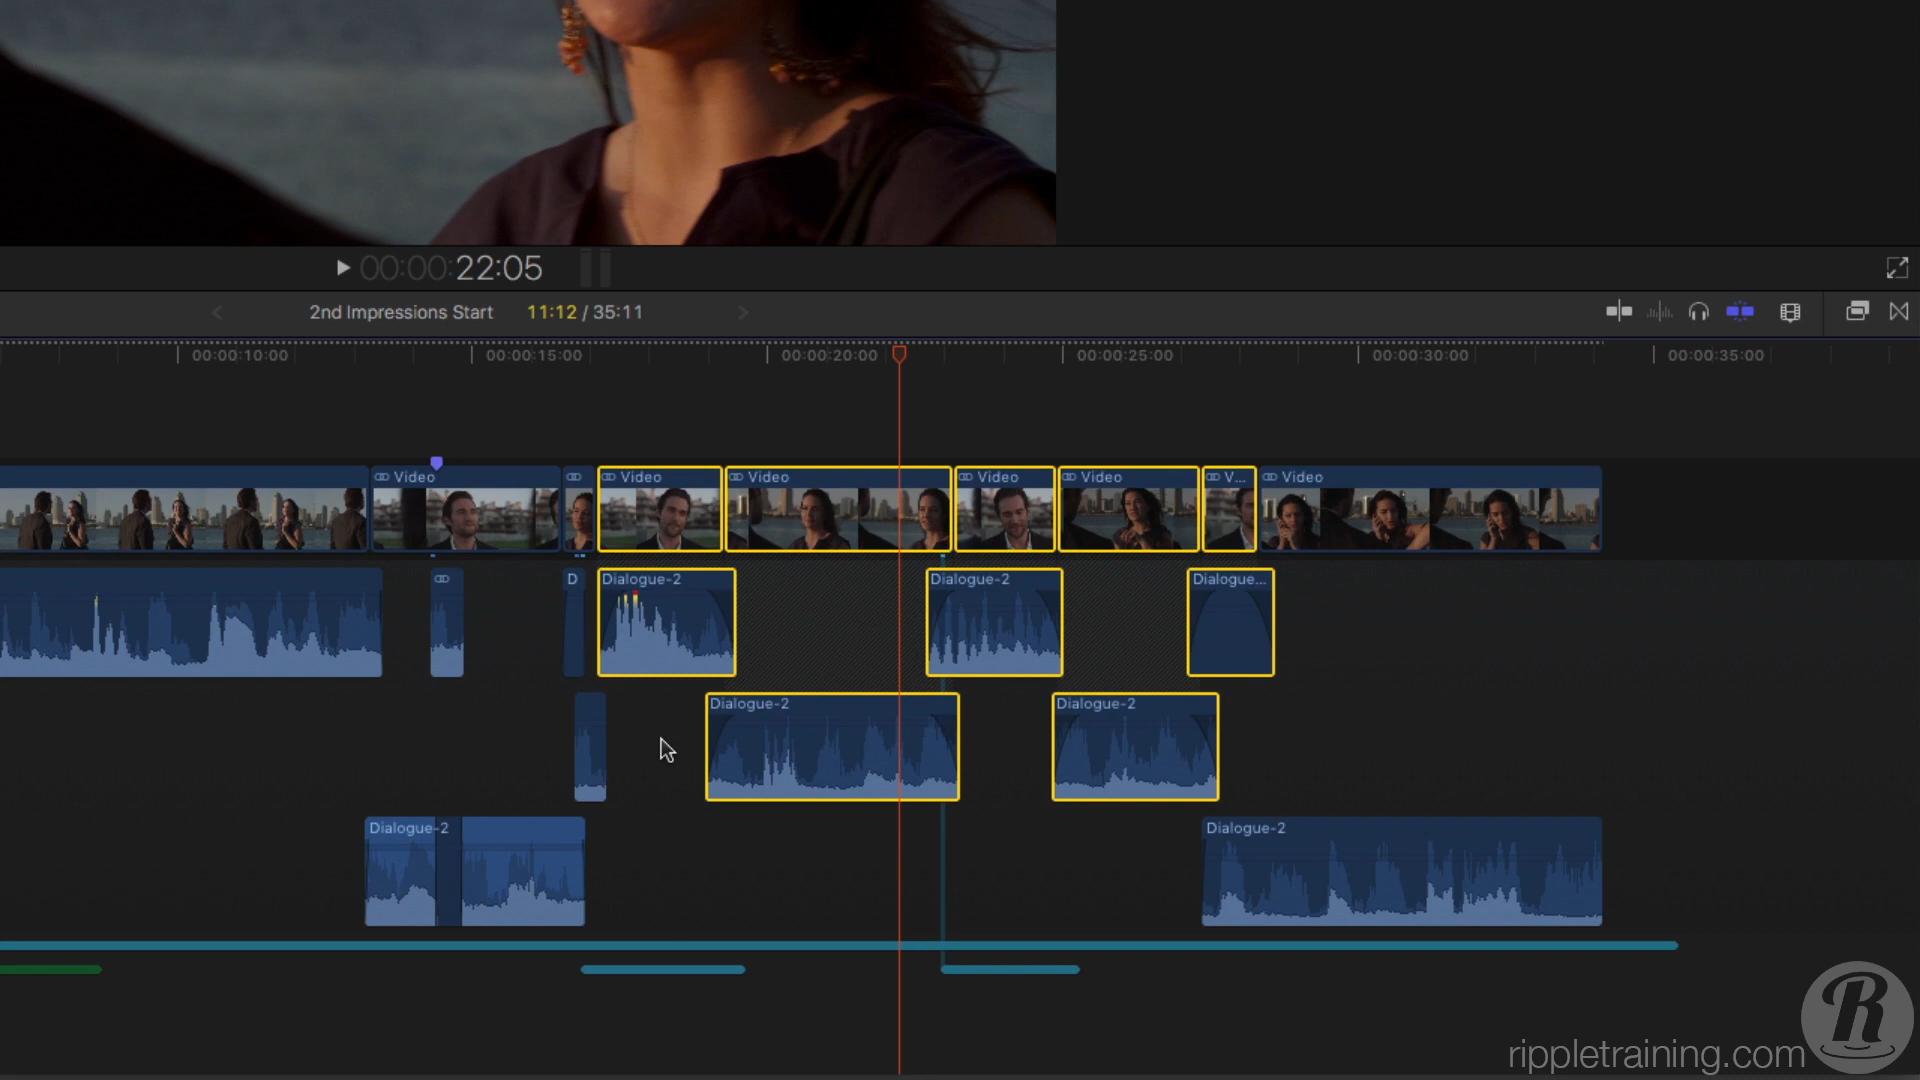 00:00:00:22:05
2nd Impressions Start 11:12 / 35:11
00:00:10:00 00:00:15:00 00:00:20:00 00:00:25:00 00:00:30:00 00:00:35:00
Video Video Video Video Video V... Video
D Dialogue-2 Dialogue-2 Dialogue...
Dialogue-2 Dialogue-2
Dialogue-2 Dialogue-2
R
rippletraining.com